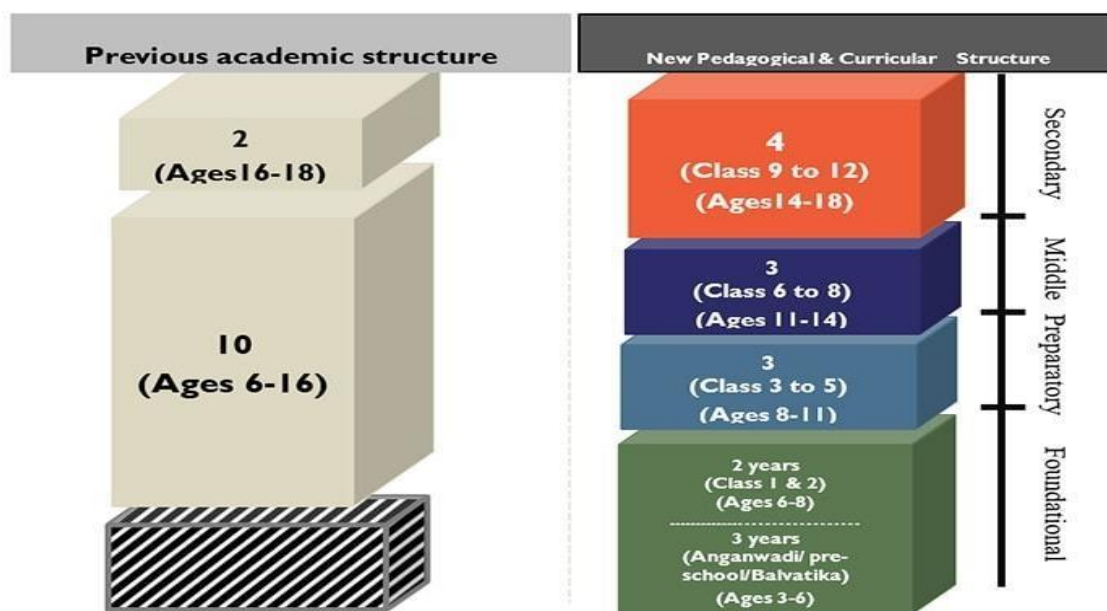 Previous academic structure
2
(Ages16-18)
10
(Ages 6-16)
New Pedagogical & Curricular Structure
4
(Class 9 to 12)
(Ages14-18)
3
(Class 6 to 8)
(Ages 11-14)
3
(Class 3 to 5)
(Ages 8-11)
2 years
(Class 1 & 2)
(Ages 6-8)
3 years
(Anganwadi/ pre-
school/Balvatika)
(Ages 3-6)
Secondary
Middle
Preparatory
Foundational